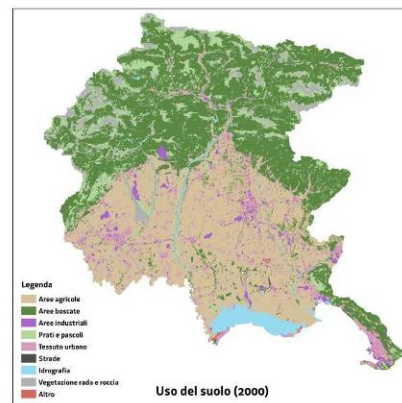 Legenda
Aree agricole
Aree boscate
Aree industriali
Prati e pascoli
Tessuto urbano
Strade
Idrografia
Vegetazione rada e roccia
Altro
Uso del suolo (2000)